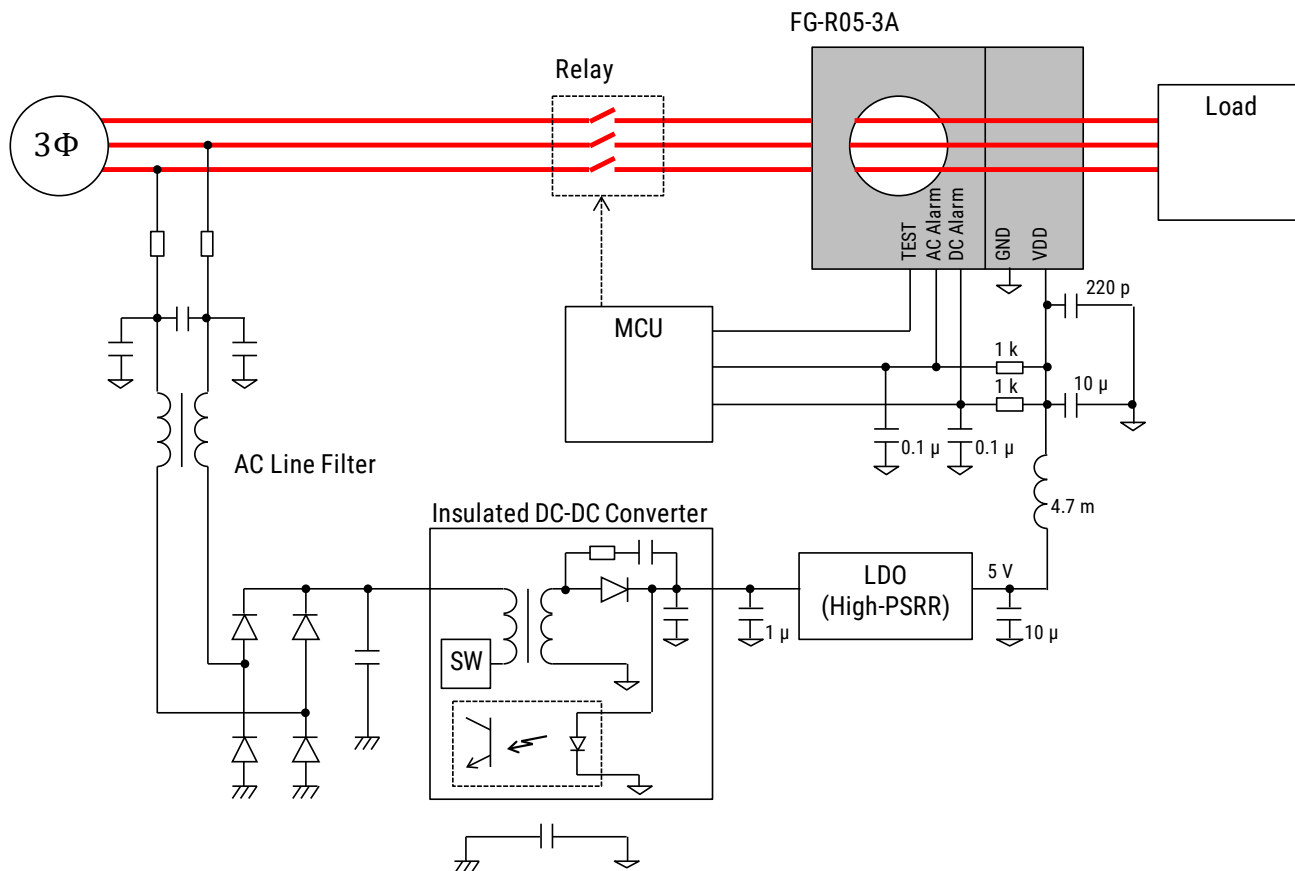 FG-R05-3A
Relay
3Φ
Load
TEST
AC Alarm
DC Alarm
GND
VDD
220 p
MCU
1 k
1 k
10 µ
0.1 µ
0.1 µ
AC Line Filter
4.7 m
Insulated DC-DC Converter
LDO
(High-PSRR)
5 V
1 µ
10 µ
SW